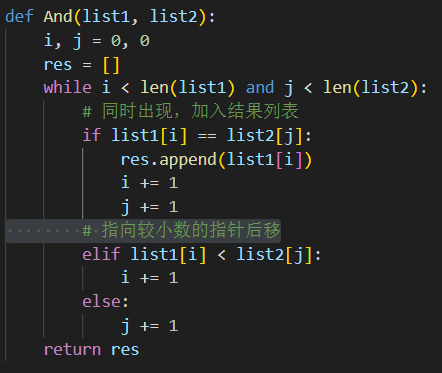 def And(list1, list2):
    i, j = 0, 0
    res = []
    while i < len(list1) and j < len(list2):
        # 同时出现，加入结果列表
        if list1[i] == list2[j]:
            res.append(list1[i])
            i += 1
            j += 1
        # 指向较小数的指针后移
        elif list1[i] < list2[j]:
            i += 1
        else:
            j += 1
    return res